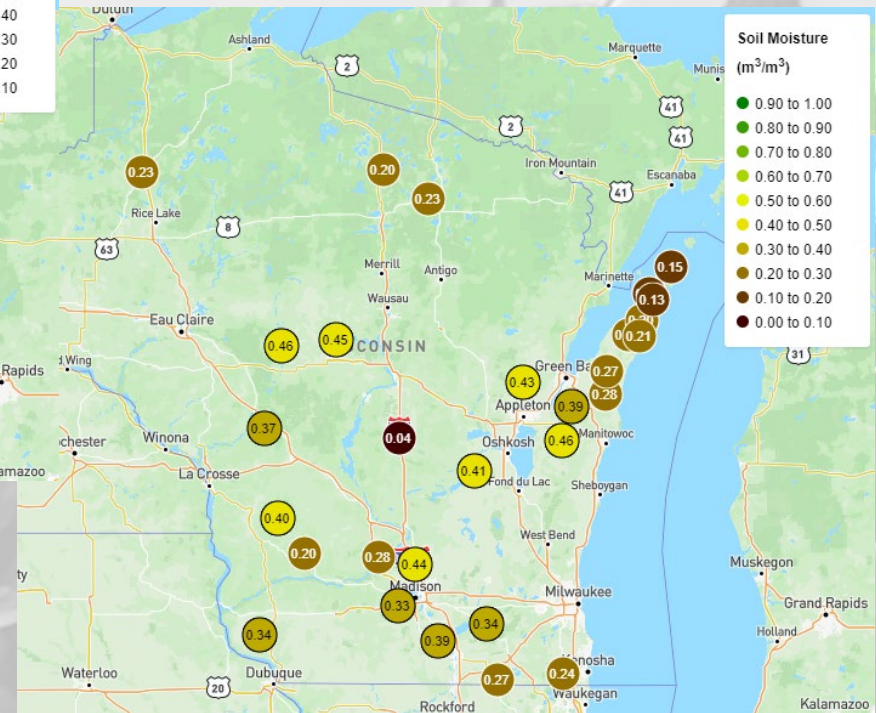 40
30
20
10
Duluth
Ashland
2
Marquette
Munis
41
2
41
Iron Mountain
Escanaba
41
0.23
0.20
0.23
Rice Lake
8
63
Merrill
Antigo
Marinette
0.15
0.13
Wausau
Eau Claire
0.21
0.46
0.45
CONSIN
d Wing
Rapids
Green Ba
0.27
0.43
0.28
0.39
Appleton
Manitowoc
0.37
Winona
chester
0.04
Oshkosh
0.46
amazoo
La Crosse
0.41
Fond du Lac
Sheboygan
0.40
West Bend
0.20
0.28
0.44
Madison
0.33
Milwaukee
Muskegon
ty
0.34
0.39
0.34
Grand Rapids
Holland
Waterloo
Dubuque
20
0.27
0.24
enosha
Waukegan
Rockford
Kalamazoo
31
Soil Moisture
(m³/m³)
0.90 to 1.00
0.80 to 0.90
0.70 to 0.80
0.60 to 0.70
0.50 to 0.60
0.40 to 0.50
0.30 to 0.40
0.20 to 0.30
0.10 to 0.20
0.00 to 0.10